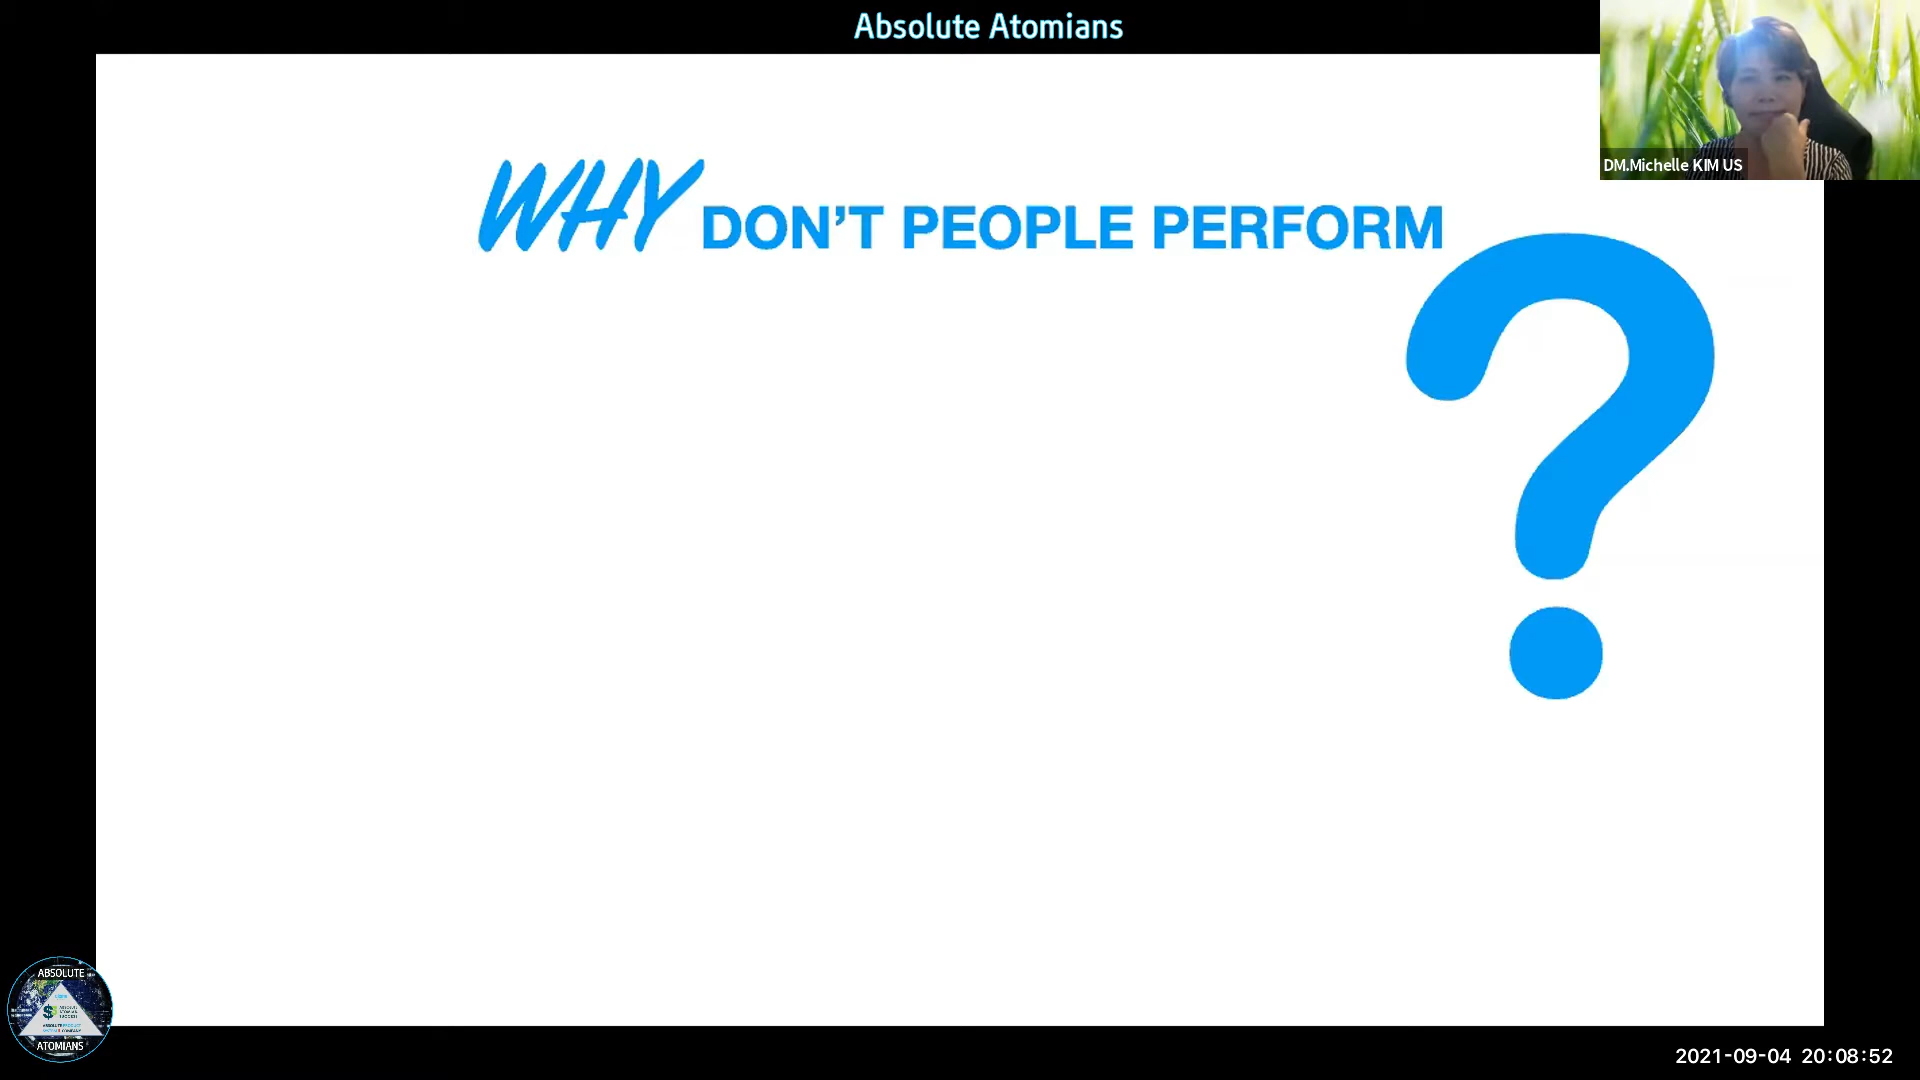 Absolute Atomians
DM.Michelle KIM US
WHY DON'T PEOPLE PERFORM
?
ABSOLUTE
ATOMIANS
2021-09-04 20:08:52